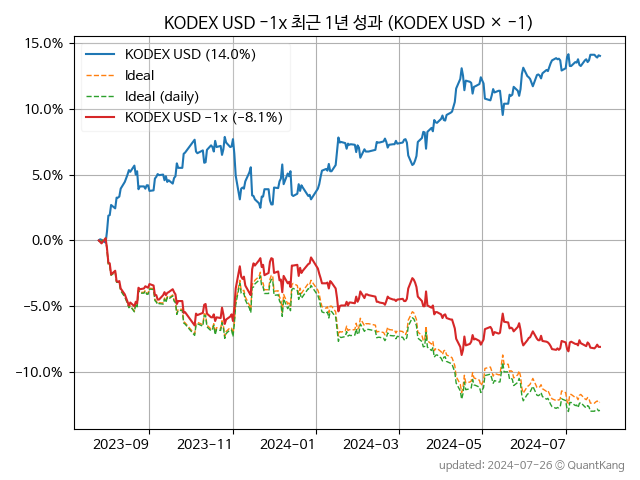 KODEX USD −1x 최근 1년 성과 (KODEX USD × −1)
15.0%
10.0%
5.0%
0.0%
−5.0%
−10.0%
KODEX USD (14.0%)
Ideal
Ideal (daily)
KODEX USD −1x (−8.1%)
2023-09
2023-11
2024-01
2024-03
2024-05
2024-07
updated: 2024-07-26 © QuantKang